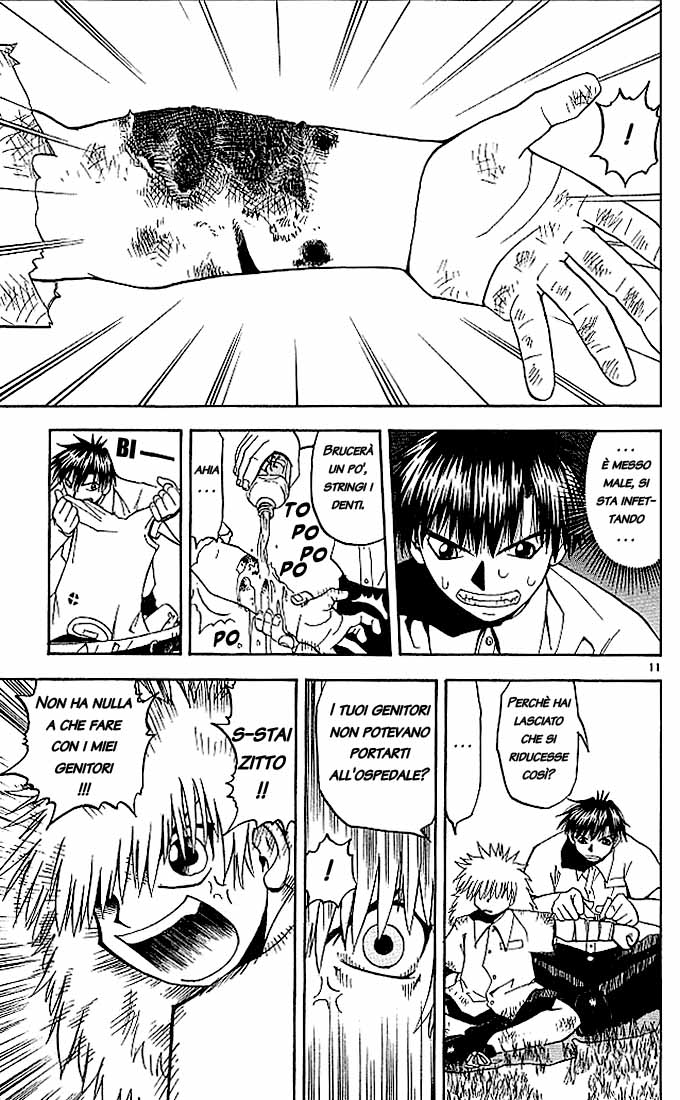 !
...
È MESSO
MALE, SI
STA INFET-
TANDO
...
BRUCERÀ
UN PO',
STRINGI I
DENTI.
TO
PO
PO
PO
PO
AHIA
...
BI
11
PERCHÈ HAI
LASCIATO
CHE SI
RIDUCESSE
COSÌ?
...
I TUOI GENITORI
NON POTEVANO
PORTARTI
ALL'OSPEDALE?
!
S-STAI
ZITTO
!!
NON HA NULLA
A CHE FARE
CON I MIEI
GENITORI
!!!